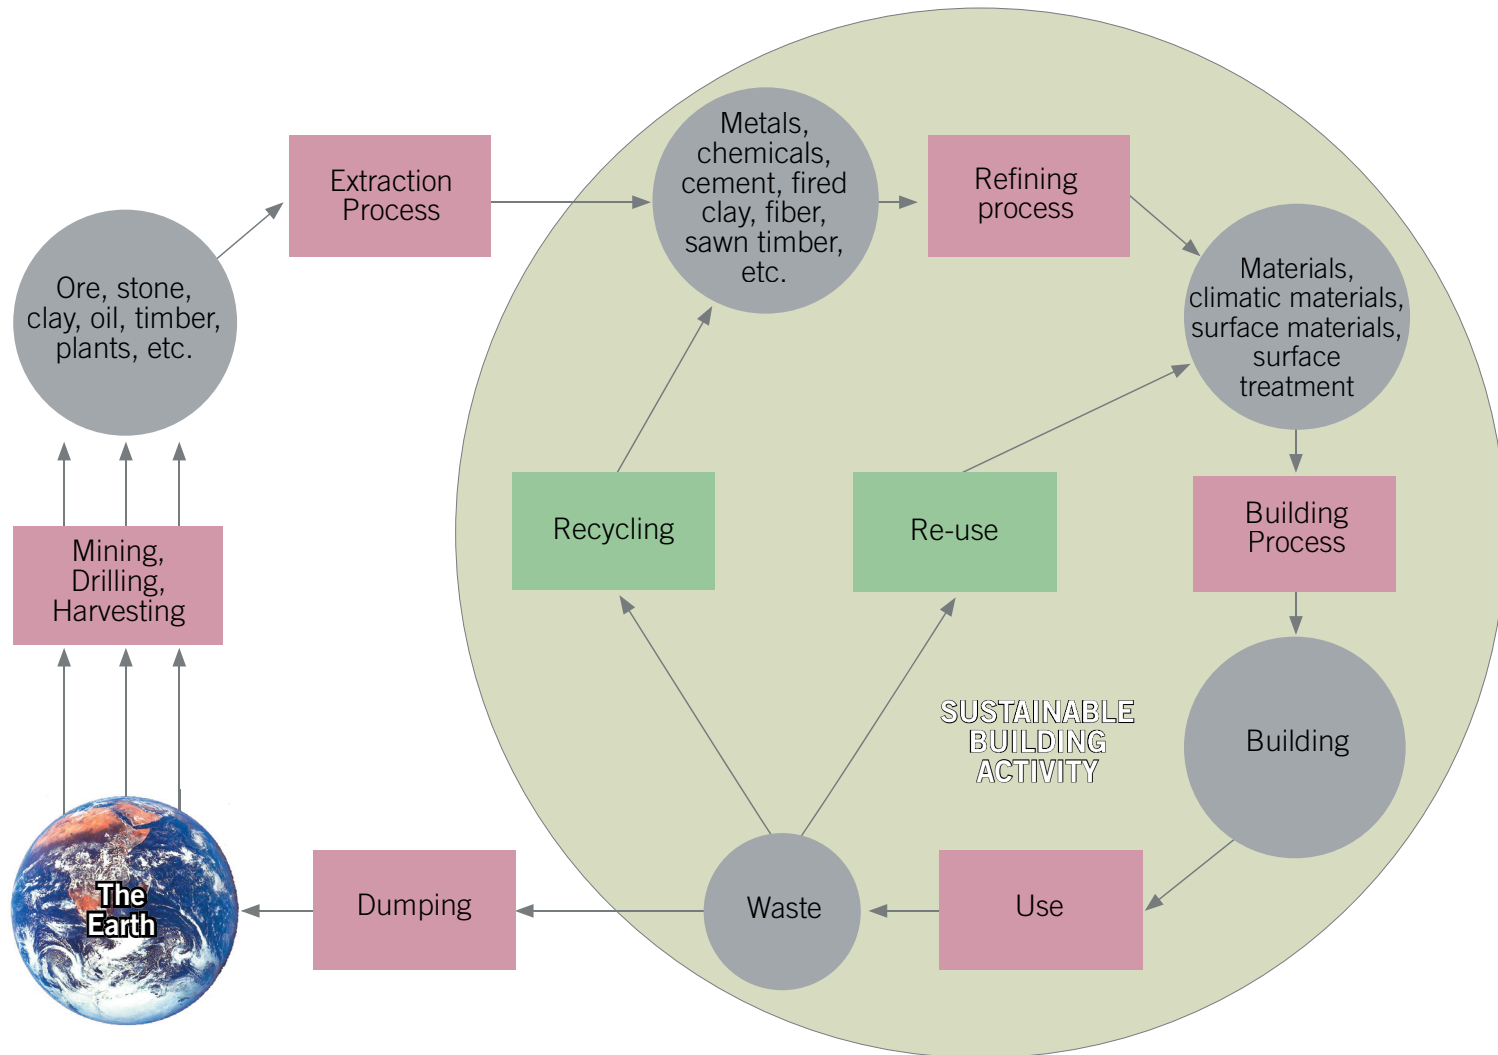 Metals,
chemicals,
cement, fired
clay, fiber,
sawn timber,
etc.
Extraction
Process
Refining
process
Ore, stone,
clay, oil, timber,
plants, etc.
Materials,
climatic materials,
surface materials,
surface
treatment
Recycling
Re-use
Building
Process
Mining,
Drilling,
Harvesting
SUSTAINABLE
BUILDING
ACTIVITY
Building
The
Earth
Dumping
Waste
Use